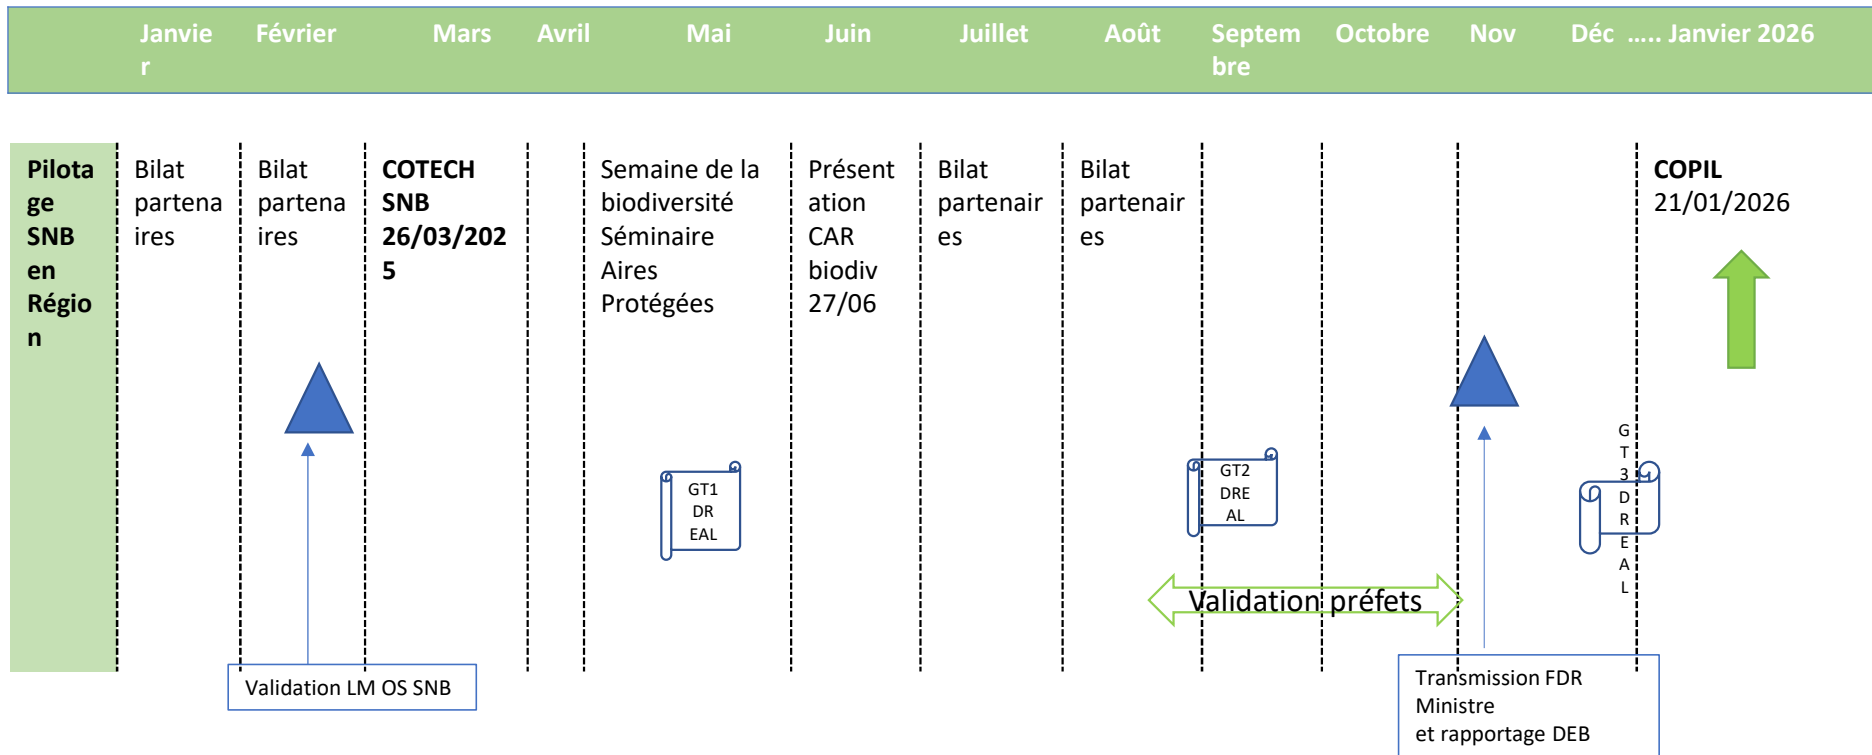 Janvie
r
Février
Mars
Avril
Mai
Juin
Juillet
Août
Septem
bre
Octobre
Nov
Déc ..... Janvier 2026
Pilota
ge
SNB
en
Régio
n
Bilat
partena
ires
Bilat
partena
ires
COTECH
SNB
26/03/202
5
Semaine de la
biodiversité
Séminaire
Aires
Protégées
Présent
ation
CAR
biodiv
27/06
Bilat
partenair
es
Bilat
partenair
es
COPIL
21/01/2026
GT1
DR
EAL
GT2
DRE
AL
G
T
3
D
R
E
A
L
Validation préfets
Validation LM OS SNB
Transmission FDR
Ministre
et rapportage DEB